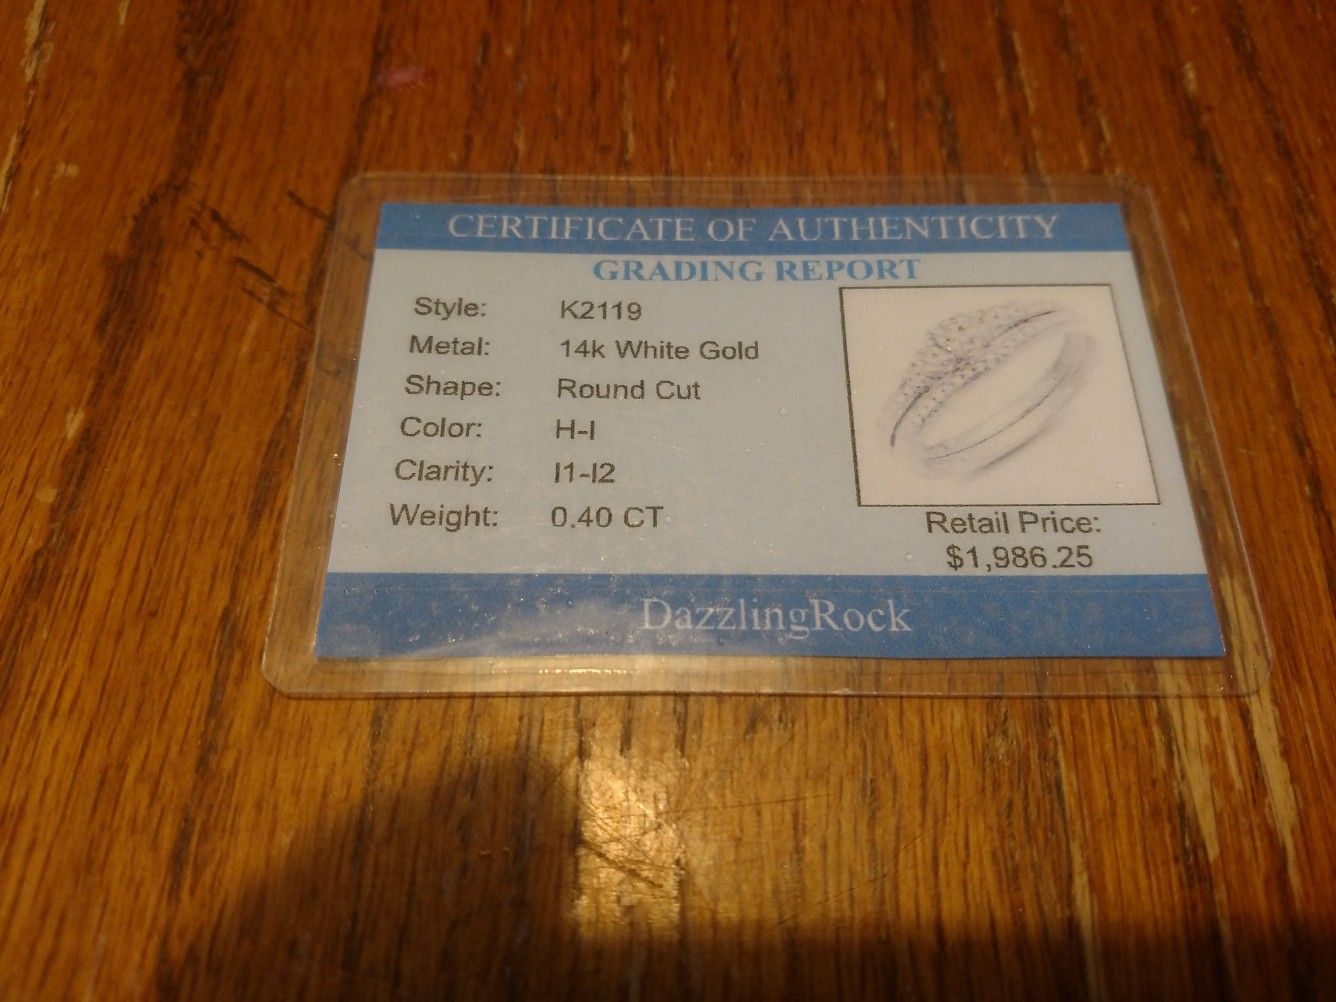 CERTIFICATE OF AUTHENTICITY
GRADING REPORT
Style: K2119
Metal: 14k White Gold
Shape: Round Cut
Color: H-I
Clarity: I1-I2
Weight: 0.40 CT
Retail Price:
$1,986.25
DazzlingRock